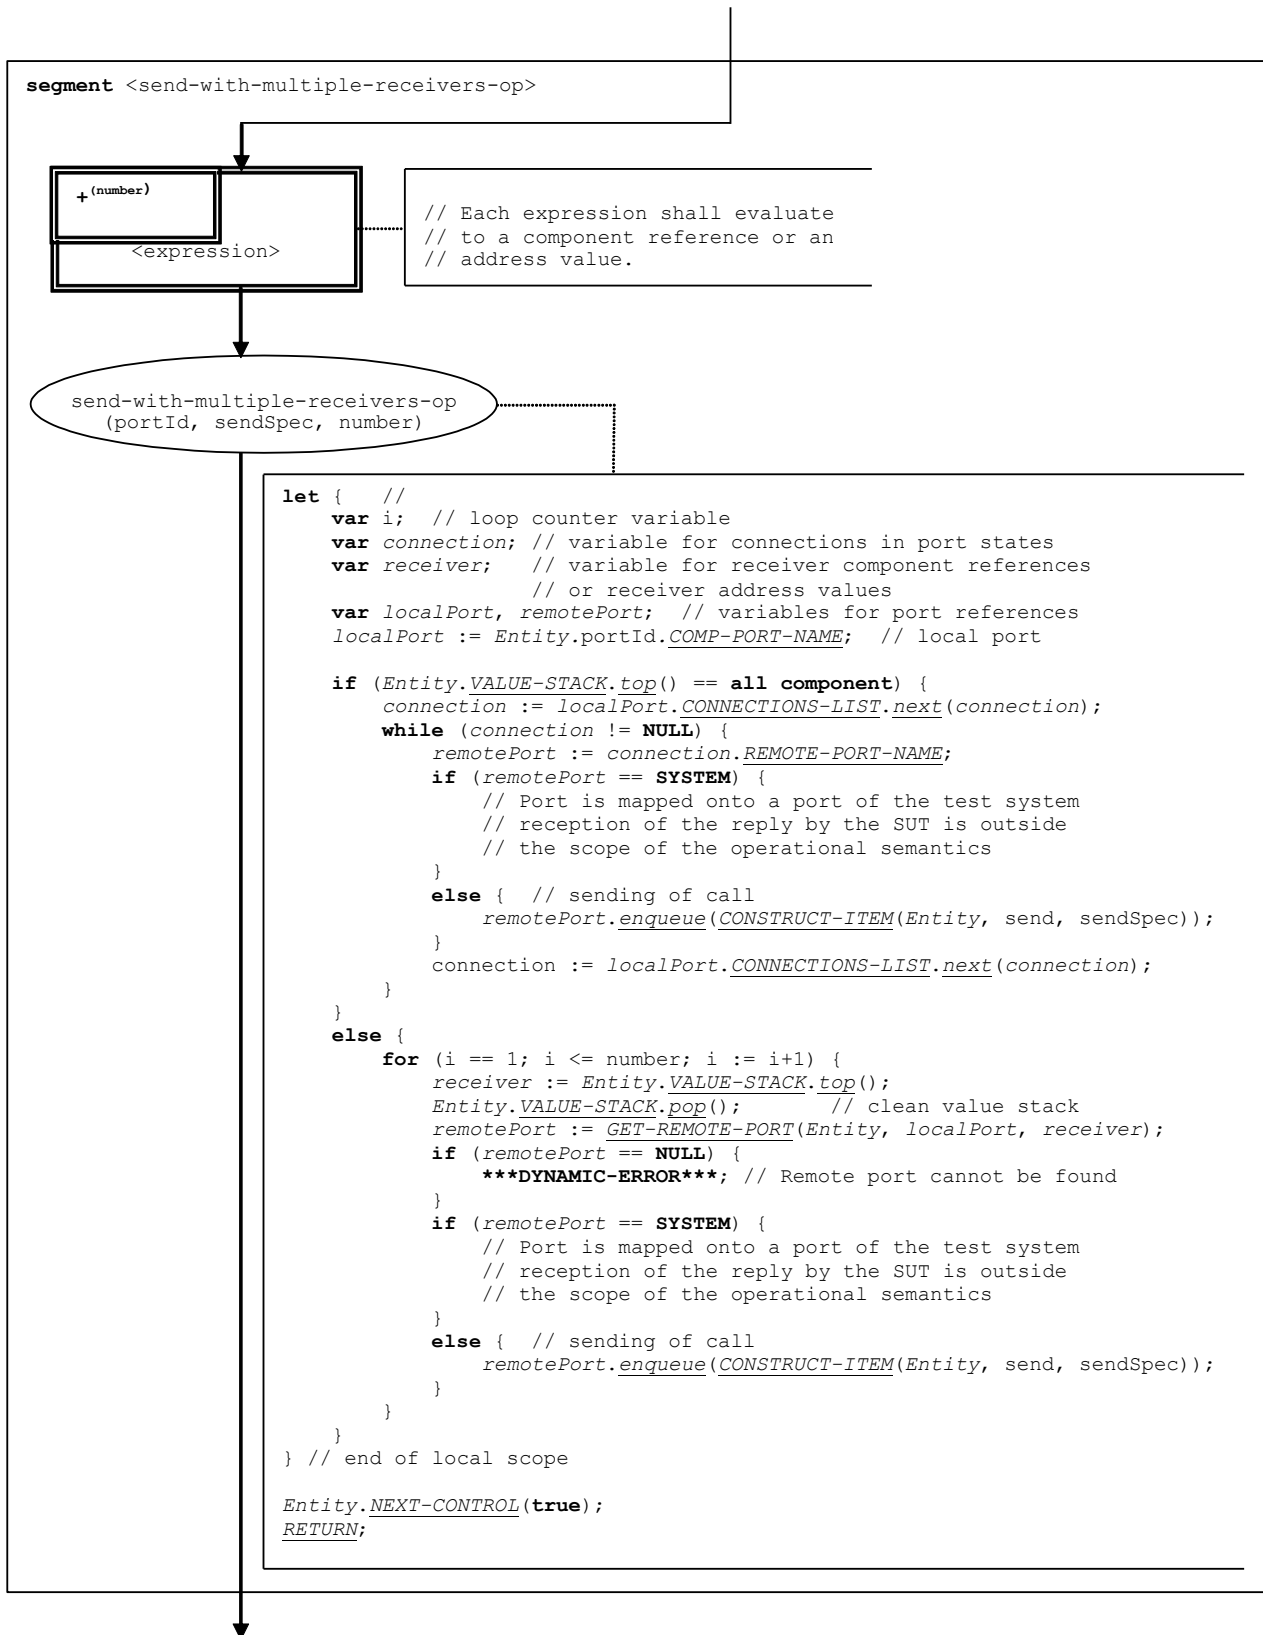 segment <send-with-multiple-receivers-op>
+(number)
<expression>
// Each expression shall evaluate
// to a component reference or an
// address value.
send-with-multiple-receivers-op
(portId, sendSpec, number)
let {   //
    var i;  // loop counter variable
    var connection; // variable for connections in port states
    var receiver;   // variable for receiver component references
                    // or receiver address values
    var localPort, remotePort;  // variables for port references
    localPort := Entity.portId.COMP-PORT-NAME;  // local port
    if (Entity.VALUE-STACK.top() == all component) {
        connection := localPort.CONNECTIONS-LIST.next(connection);
        while (connection != NULL) {
            remotePort := connection.REMOTE-PORT-NAME;
            if (remotePort == SYSTEM) {
                // Port is mapped onto a port of the test system
                // reception of the reply by the SUT is outside
                // the scope of the operational semantics
            }
            else {  // sending of call
                remotePort.enqueue(CONSTRUCT-ITEM(Entity, send, sendSpec));
            }
            connection := localPort.CONNECTIONS-LIST.next(connection);
        }
    }
    else {
        for (i == 1; i <= number; i := i+1) {
            receiver := Entity.VALUE-STACK.top();
            Entity.VALUE-STACK.pop();       // clean value stack
            remotePort := GET-REMOTE-PORT(Entity, localPort, receiver);
            if (remotePort == NULL) {
                ***DYNAMIC-ERROR***; // Remote port cannot be found
            }
            if (remotePort == SYSTEM) {
                // Port is mapped onto a port of the test system
                // reception of the reply by the SUT is outside
                // the scope of the operational semantics
            }
            else {  // sending of call
                remotePort.enqueue(CONSTRUCT-ITEM(Entity, send, sendSpec));
            }
        }
    }
} // end of local scope
Entity.NEXT-CONTROL(true);
RETURN;